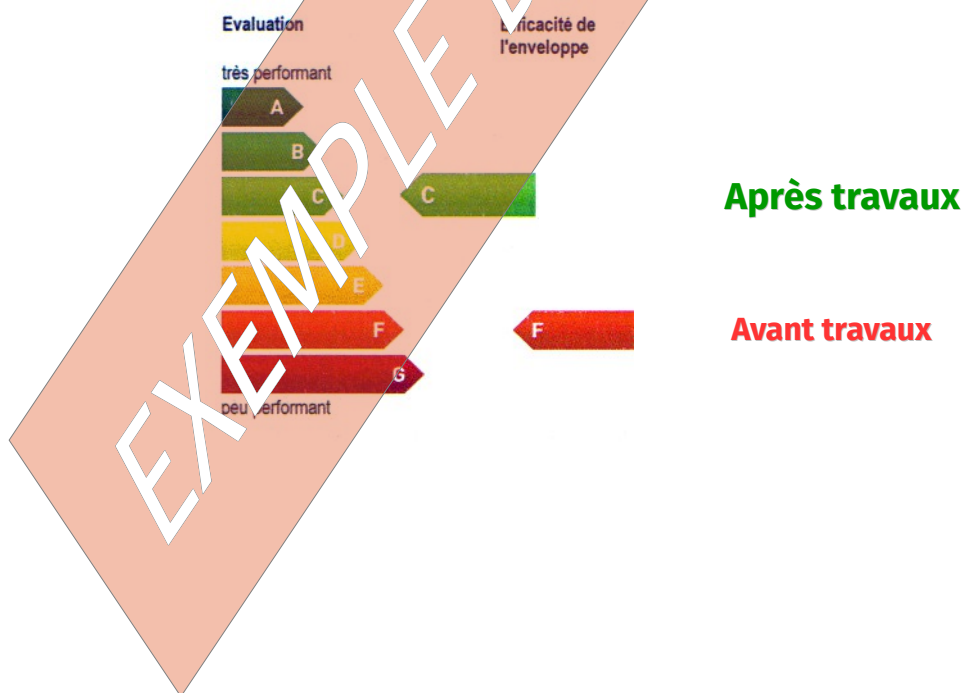 Evaluation
Efficacité de
l'enveloppe
très performant
A
B
C
C
Après travaux
D
E
F
F
Avant travaux
G
peu performant
EXEMPLE